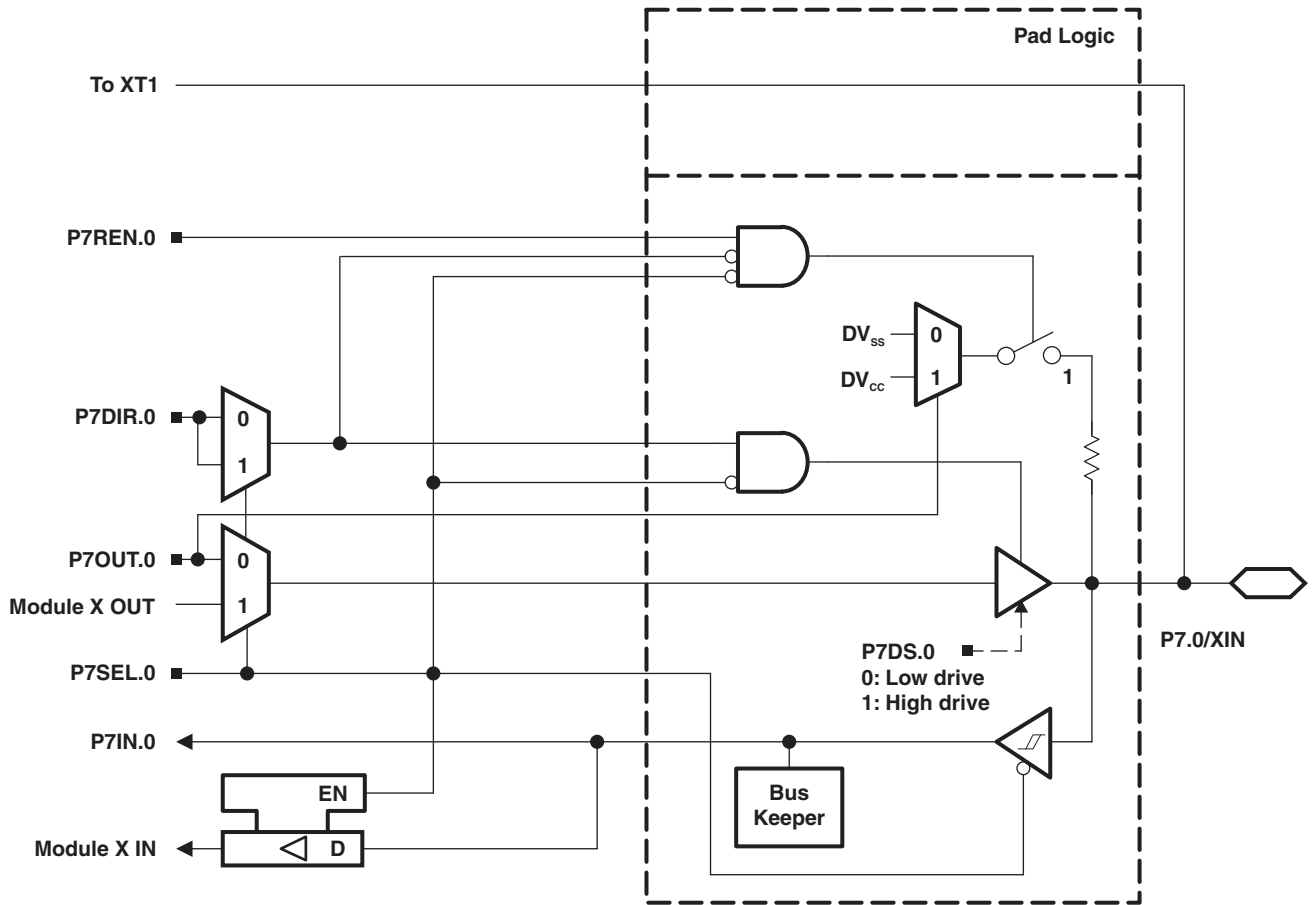 Pad Logic
To XT1
P7REN.0
DVSS
0
DVCC
1
1
P7DIR.0
0
1
P7OUT.0
0
Module X OUT
1
P7.0/XIN
P7DS.0
0: Low drive
1: High drive
P7SEL.0
P7IN.0
EN
Bus
Keeper
Module X IN
D